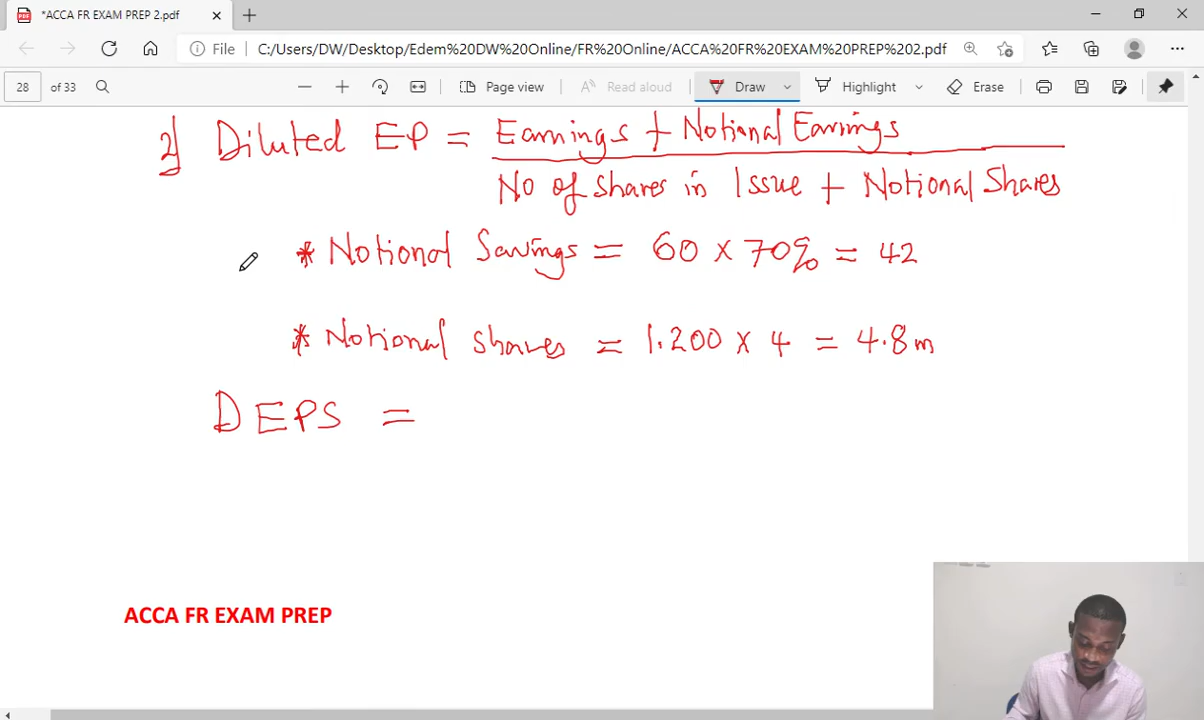 *ACCA FR EXAM PREP 2.pdf
File C:/Users/DW/Desktop/Edem%20DW%20Online/FR%20Online/ACCA%20FR%20EXAM%20PREP%202.pdf
28 of 33 Page view Read aloud Draw Highlight Erase
2) Diluted EP = Earnings + Notional Earnings
No of shares in Issue + Notional Shares
* Notional Savings = 60 x 70% = 42
* Notional shares = 1.200 x 4 = 4.8m
DEPS =
ACCA FR EXAM PREP